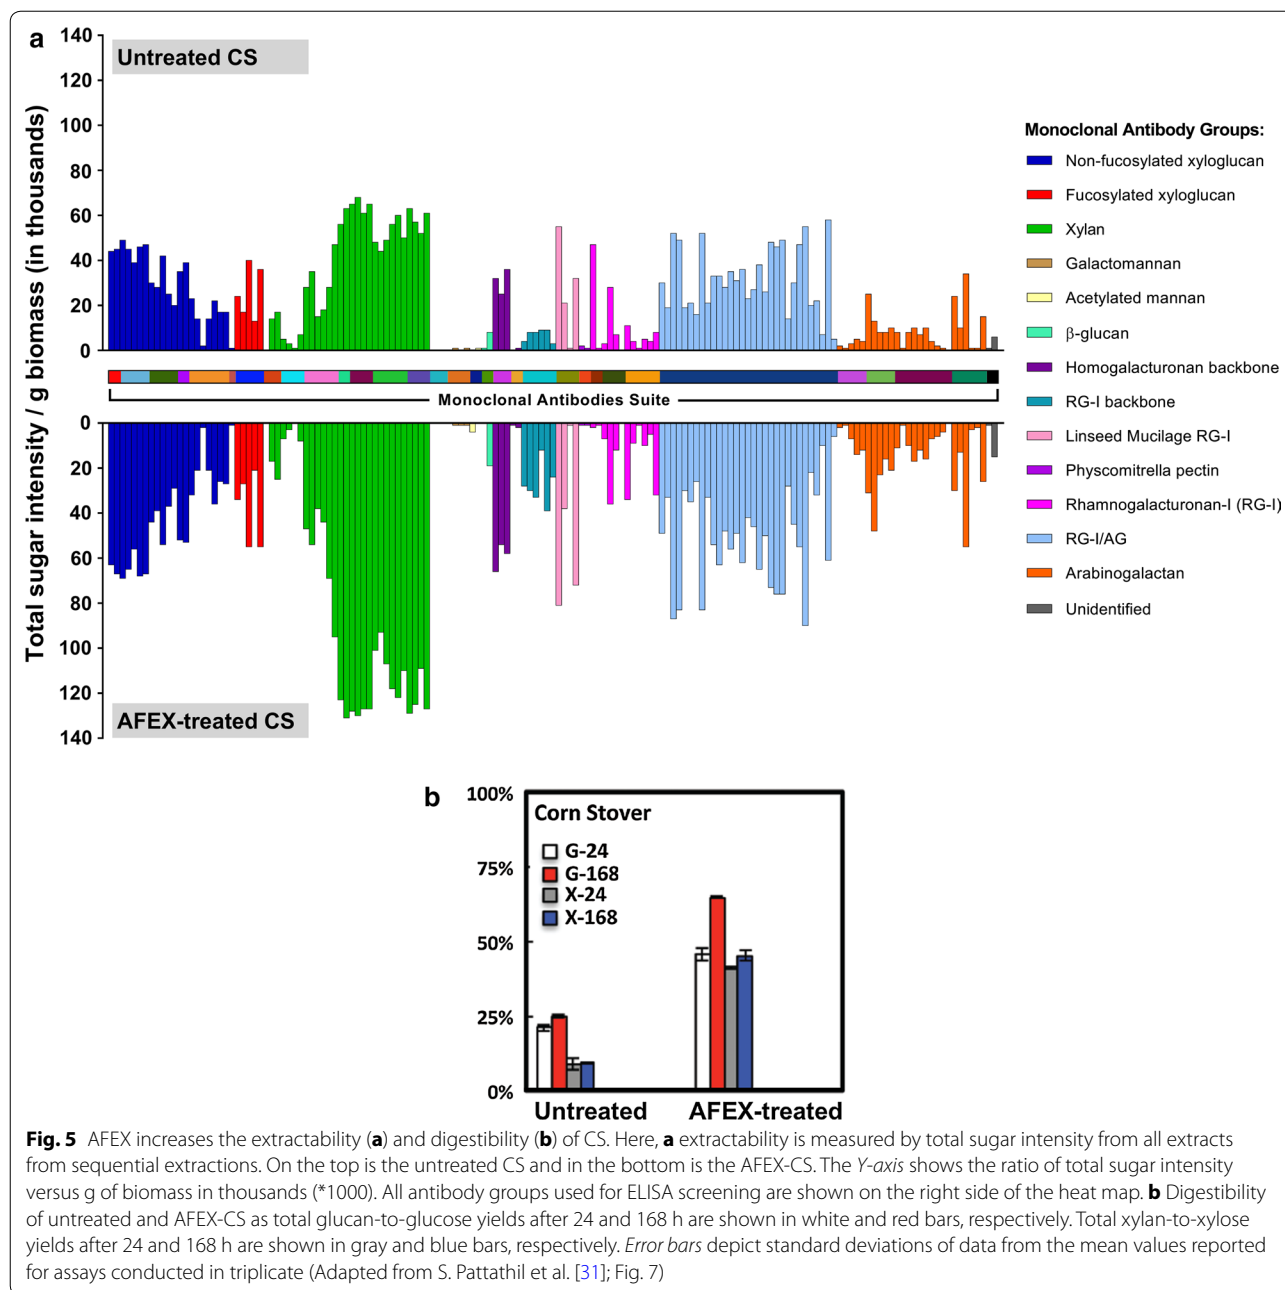 a
Untreated CS
Total sugar intensity / g biomass (in thousands)
140
120
100
80
60
40
20
0
Monoclonal Antibodies Suite
0
20
40
60
80
100
120
140
AFEX-treated CS
Monoclonal Antibody Groups:
Non-fucosylated xyloglucan
Fucosylated xyloglucan
Xylan
Galactomannan
Acetylated mannan
β-glucan
Homogalacturonan backbone
RG-I backbone
Linseed Mucilage RG-I
Physcomitrella pectin
Rhamnogalacturonan-I (RG-I)
RG-I/AG
Arabinogalactan
Unidentified
b
100%
75%
50%
25%
0%
Corn Stover
G-24
G-168
X-24
X-168
Untreated AFEX-treated
Fig. 5 AFEX increases the extractability (a) and digestibility (b) of CS. Here, a extractability is measured by total sugar intensity from all extracts
from sequential extractions. On the top is the untreated CS and in the bottom is the AFEX-CS. The Y-axis shows the ratio of total sugar intensity
versus g of biomass in thousands (*1000). All antibody groups used for ELISA screening are shown on the right side of the heat map. b Digestibility
of untreated and AFEX-CS as total glucan-to-glucose yields after 24 and 168 h are shown in white and red bars, respectively. Total xylan-to-xylose
yields after 24 and 168 h are shown in gray and blue bars, respectively. Error bars depict standard deviations of data from the mean values reported
for assays conducted in triplicate (Adapted from S. Pattathil et al. [31]; Fig. 7)